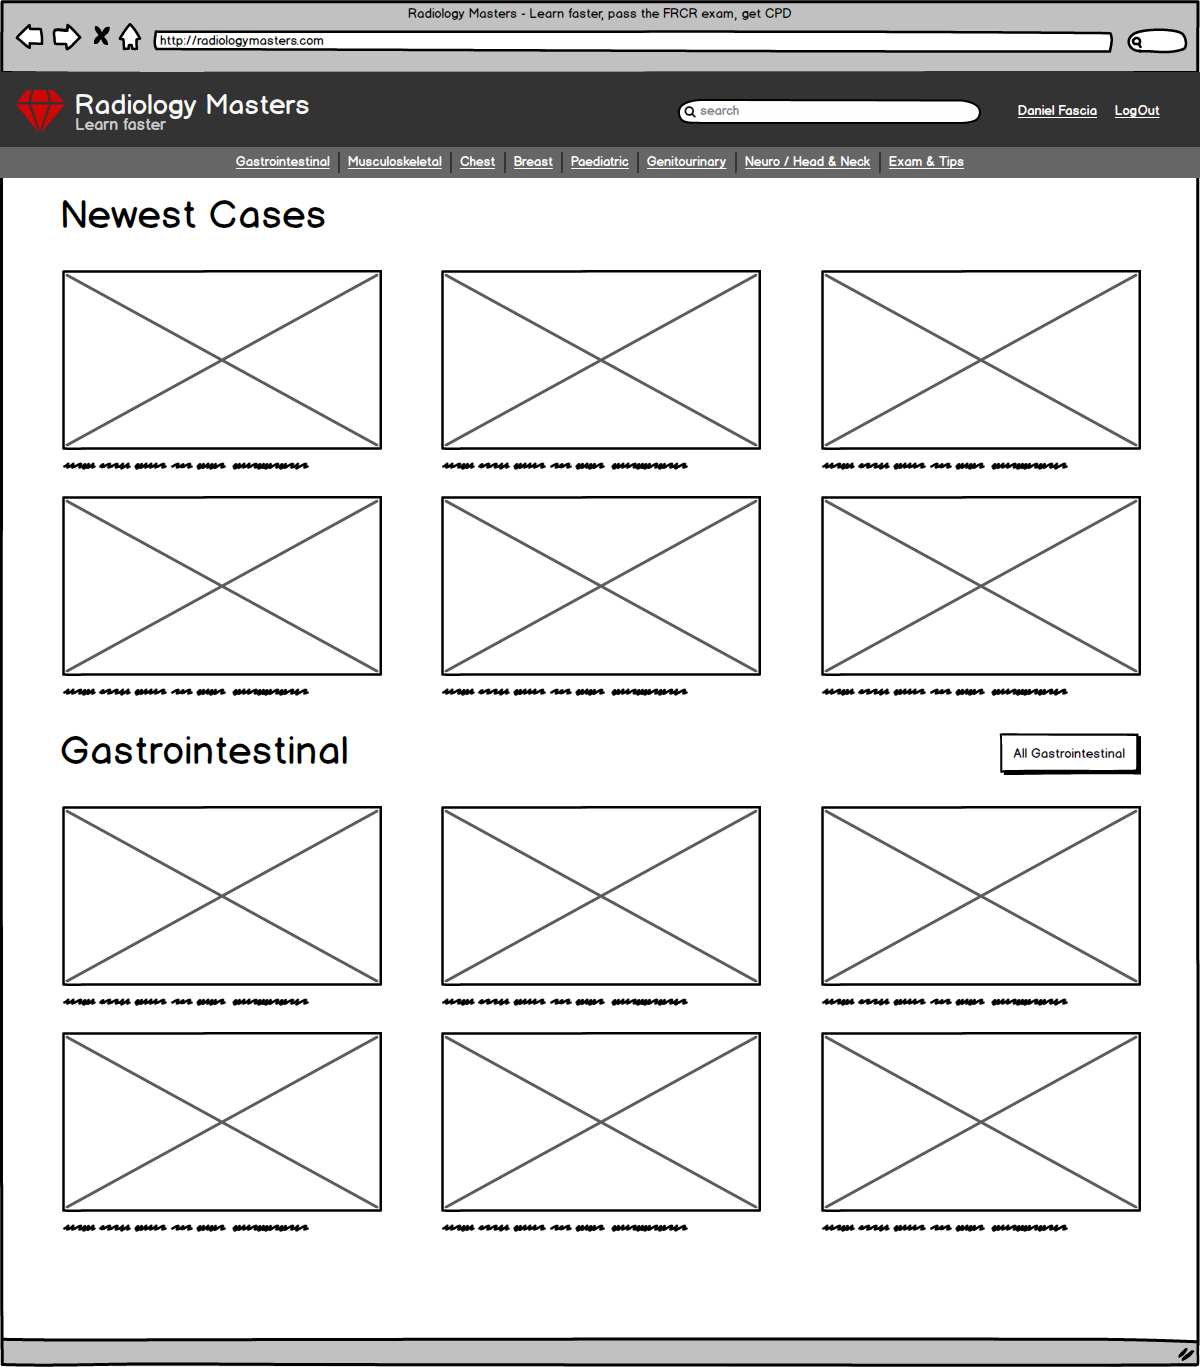 Radiology Masters - Learn faster, pass the FRCR exam, get CPD
http://radiologymasters.com
Radiology Masters
Learn faster
search
Daniel Fascia LogOut
Gastrointestinal Musculoskeletal Chest Breast Paediatric Genitourinary Neuro / Head & Neck Exam & Tips
Newest Cases
Gastrointestinal
All Gastrointestinal